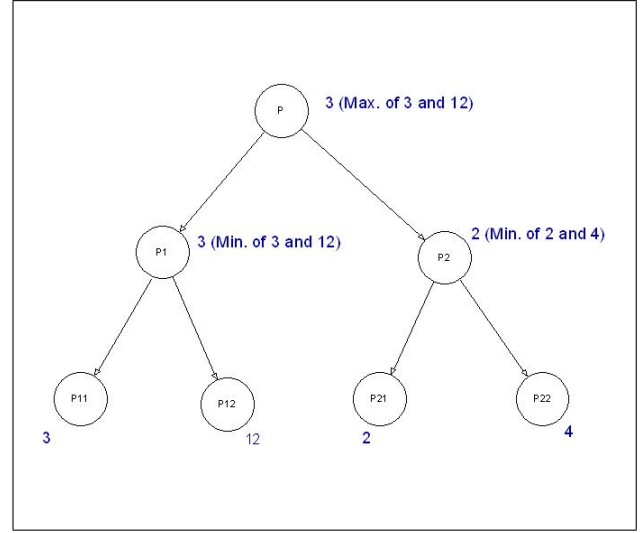 P
3 (Max. of 3 and 12)
P1
3 (Min. of 3 and 12)
P2
2 (Min. of 2 and 4)
P11
P12
P21
P22
3
12
2
4